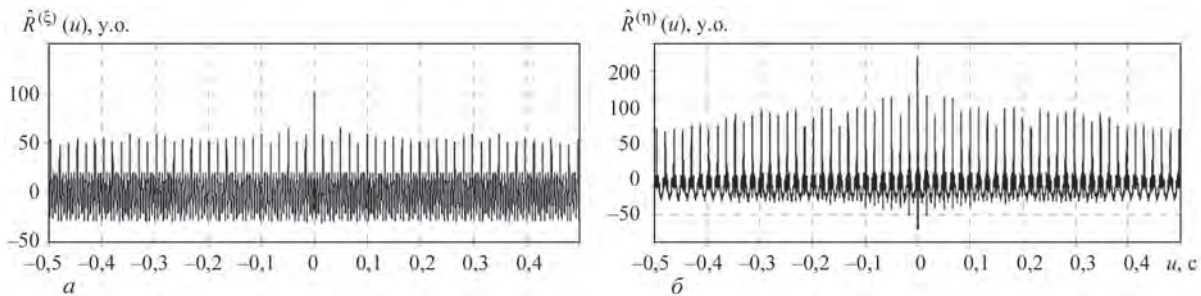 R̂⁽ξ⁾ (u), у.о.
100
50
0
–50
–0,5 –0,4 –0,3 –0,2 –0,1 0 0,1 0,2 0,3 0,4
а
R̂⁽η⁾ (u), у.о.
200
100
50
0
–50
–0,5 –0,4 –0,3 –0,2 –0,1 0 0,1 0,2 0,3 0,4 u, с
б